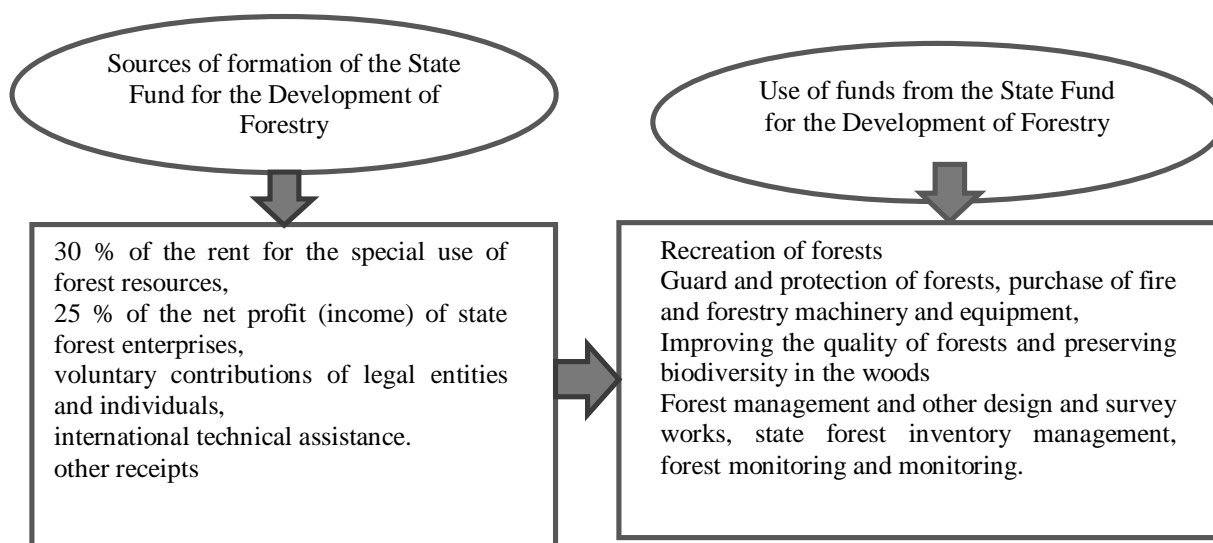 Sources of formation of the State
Fund for the Development of
Forestry
30 % of the rent for the special use of
forest resources,
25 % of the net profit (income) of state
forest enterprises,
voluntary contributions of legal entities
and individuals,
international technical assistance.
other receipts
Use of funds from the State Fund
for the Development of Forestry
Recreation of forests
Guard and protection of forests, purchase of fire
and forestry machinery and equipment,
Improving the quality of forests and preserving
biodiversity in the woods
Forest management and other design and survey
works, state forest inventory management,
forest monitoring and monitoring.